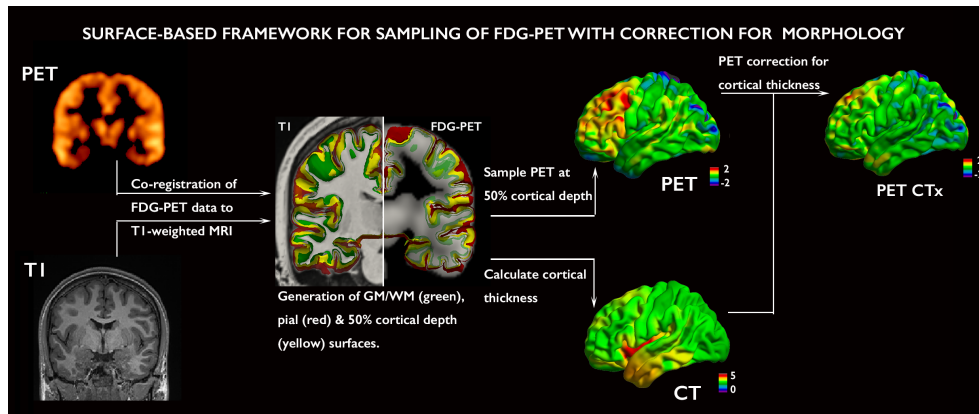 SURFACE-BASED FRAMEWORK FOR SAMPLING OF FDG-PET WITH CORRECTION FOR MORPHOLOGY
PET
Co-registration of
FDG-PET data to
T1-weighted MRI
T1
T1
FDG-PET
Generation of GM/WM (green),
pial (red) & 50% cortical depth
(yellow) surfaces.
Sample PET at
50% cortical depth
Calculate cortical
thickness
PET
2
-2
CT
5
0
PET correction for
cortical thickness
PET CTx